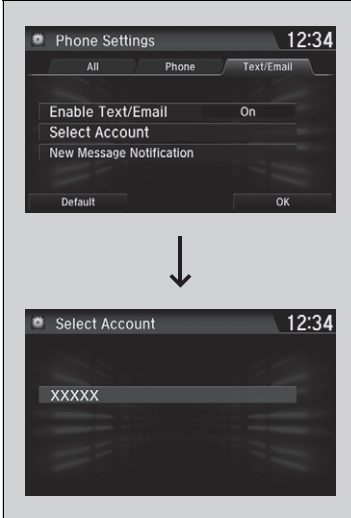 Phone Settings 12:34
All Phone Text/Email
Enable Text/Email On
Select Account
New Message Notification
Default OK
Select Account 12:34
XXXXX